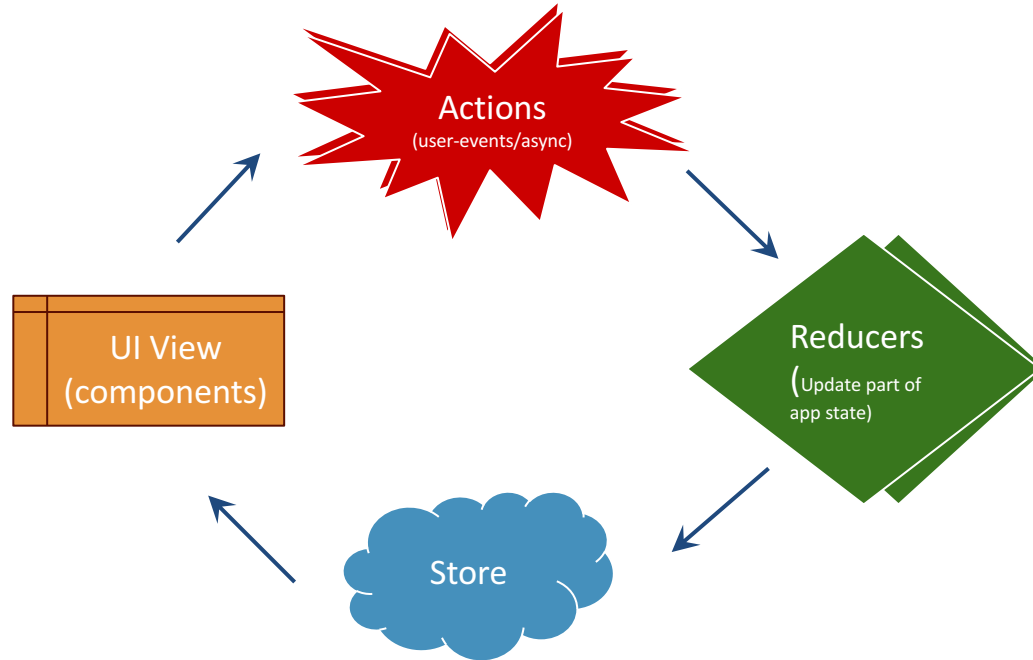 Actions
(user-events/async)
UI View
(components)
Reducers
(Update part of
app state)
Store